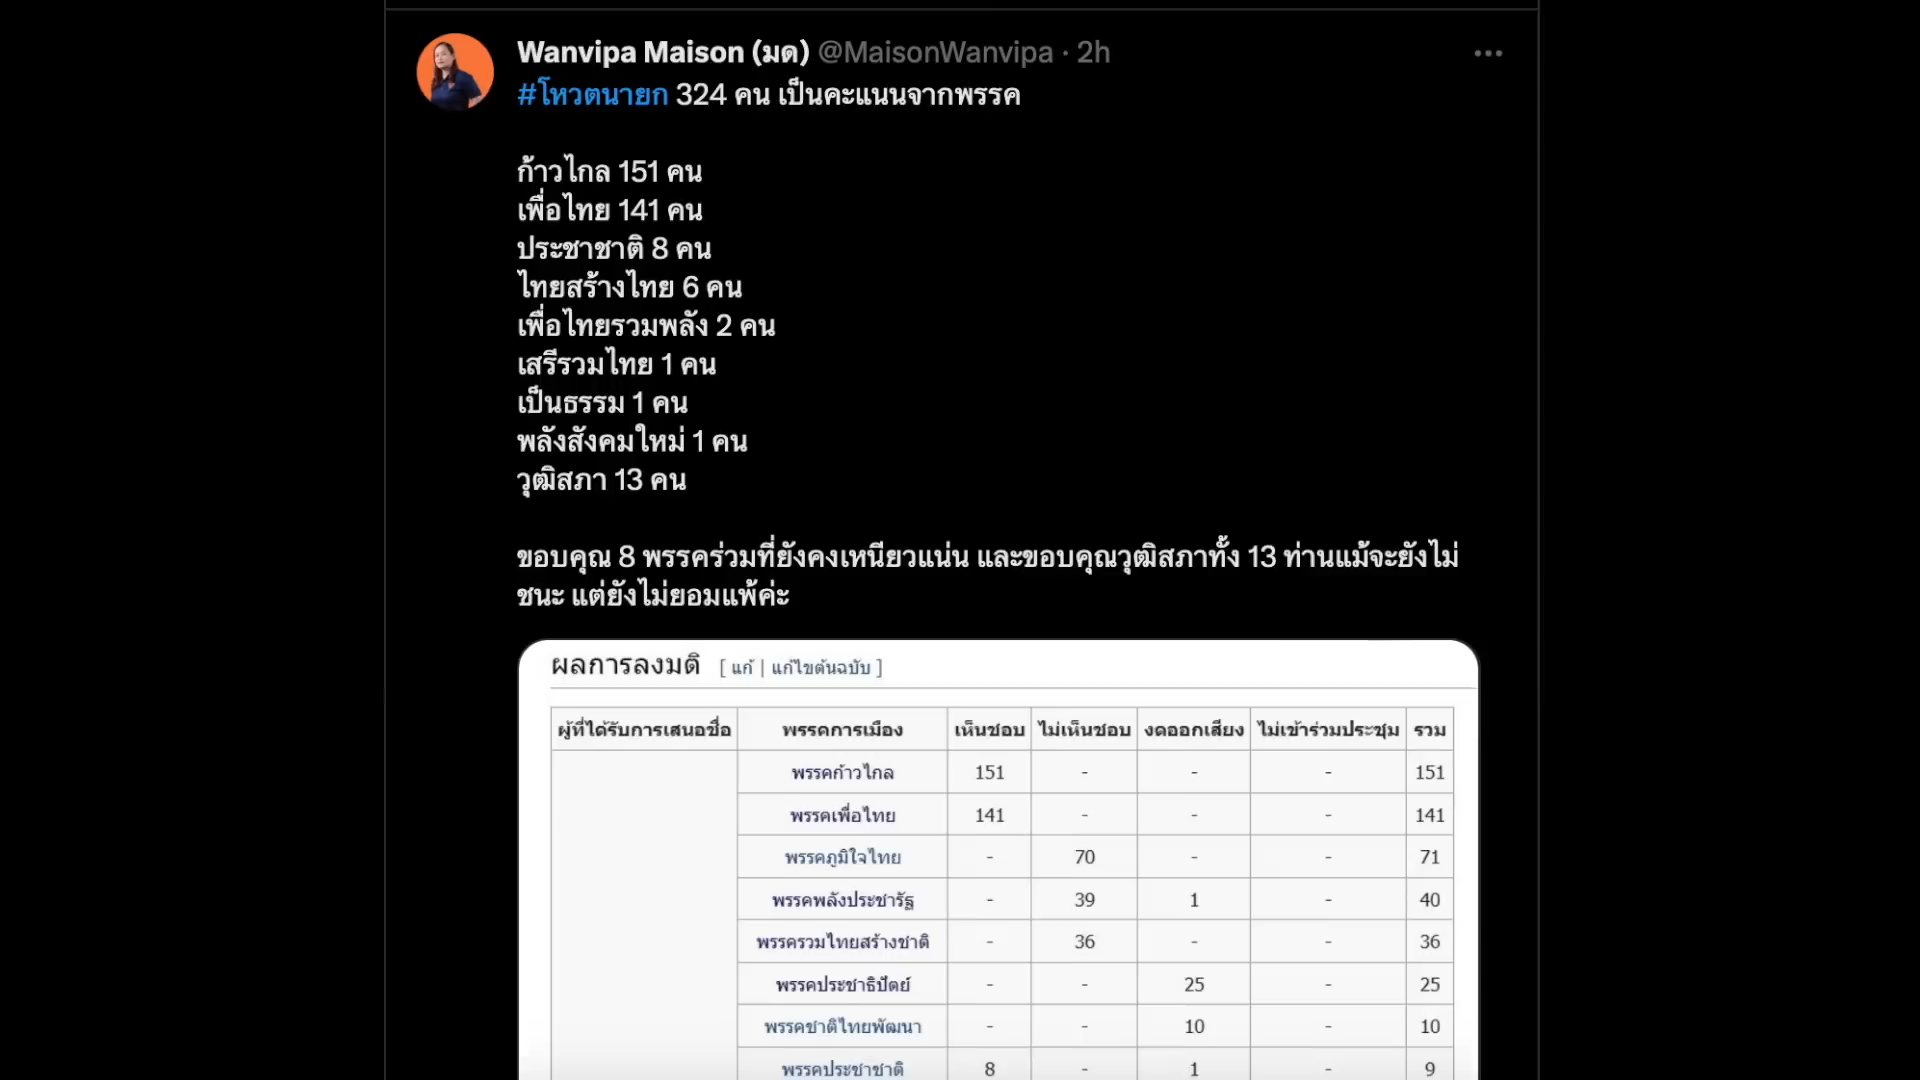 Wanvipa Maison (มด) @MaisonWanvipa · 2h
#โหวตนายก 324 คน เป็นคะแนนจากพรรค
ก้าวไกล 151 คน
เพื่อไทย 141 คน
ประชาชาติ 8 คน
ไทยสร้างไทย 6 คน
เพื่อไทยรวมพลัง 2 คน
เสรีรวมไทย 1 คน
เป็นธรรม 1 คน
พลังสังคมใหม่ 1 คน
วุฒิสภา 13 คน
ขอบคุณ 8 พรรคร่วมที่ยังคงเหนียวแน่น และขอบคุณวุฒิสภาทั้ง 13 ท่านแม้จะยังไม่
ชนะ แต่ยังไม่ยอมแพ้ค่ะ
ผลการลงมติ [ แก้ | แก้ไขต้นฉบับ ]
ผู้ที่ได้รับการเสนอชื่อ พรรคการเมือง เห็นชอบ ไม่เห็นชอบ งดออกเสียง ไม่เข้าร่วมประชุม รวม
พรรคก้าวไกล 151 - - - 151
พรรคเพื่อไทย 141 - - - 141
พรรคภูมิใจไทย - 70 - - 71
พรรคพลังประชารัฐ - 39 1 - 40
พรรครวมไทยสร้างชาติ - 36 - - 36
พรรคประชาธิปัตย์ - - 25 - 25
พรรคชาติไทยพัฒนา - - 10 - 10
พรรคประชาชาติ 8 - 1 - 9